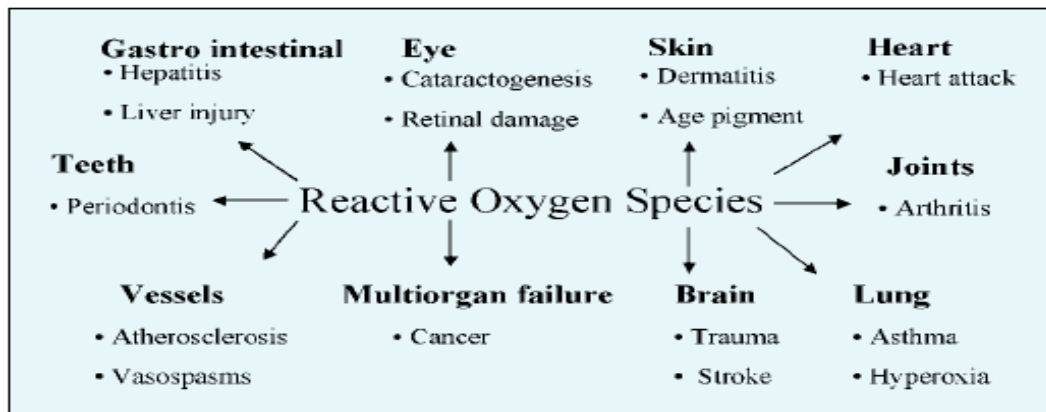 Gastro intestinal
• Hepatitis
• Liver injury
Eye
• Cataractogenesis
• Retinal damage
Skin
• Dermatitis
• Age pigment
Heart
• Heart attack
Teeth
• Periodontis
Reactive Oxygen Species
Joints
• Arthritis
Vessels
• Atherosclerosis
• Vasospasms
Multiorgan failure
• Cancer
Brain
• Trauma
• Stroke
Lung
• Asthma
• Hyperoxia